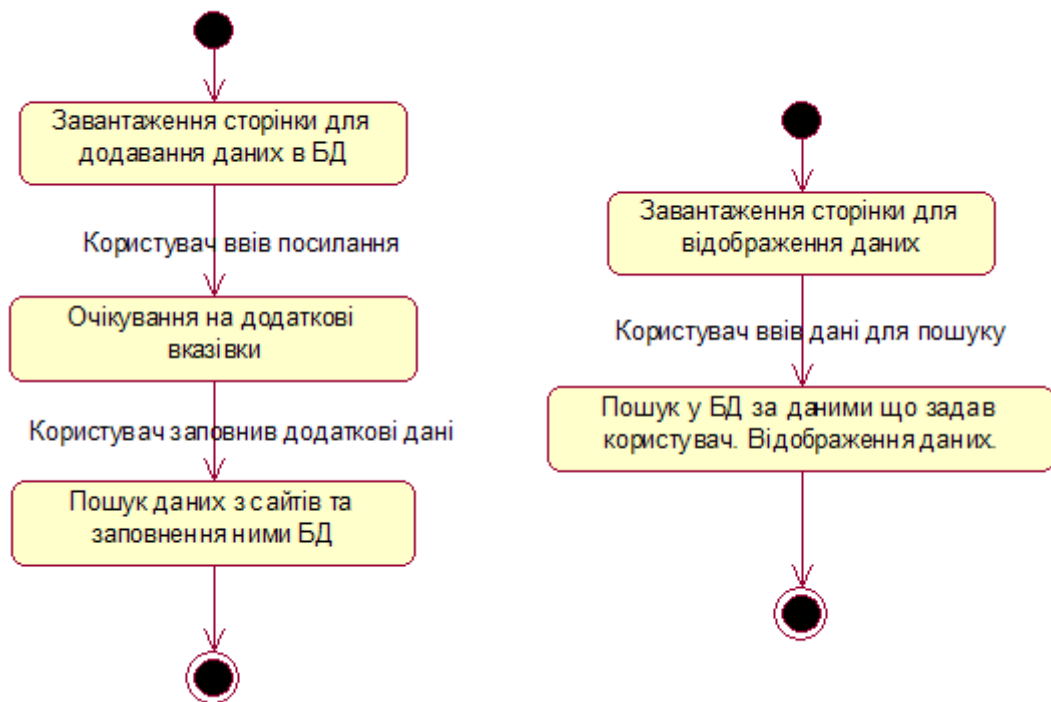 Завантаження сторінки для
додавання даних в БД
Користувач ввів посилання
Очікування на додаткові
вказівки
Користувач заповнив додаткові дані
Пошук даних з сайтів та
заповнення ними БД
Завантаження сторінки для
відображення даних
Користувач ввів дані для пошуку
Пошук у БД за даними що задав
користувач. Відображення даних.